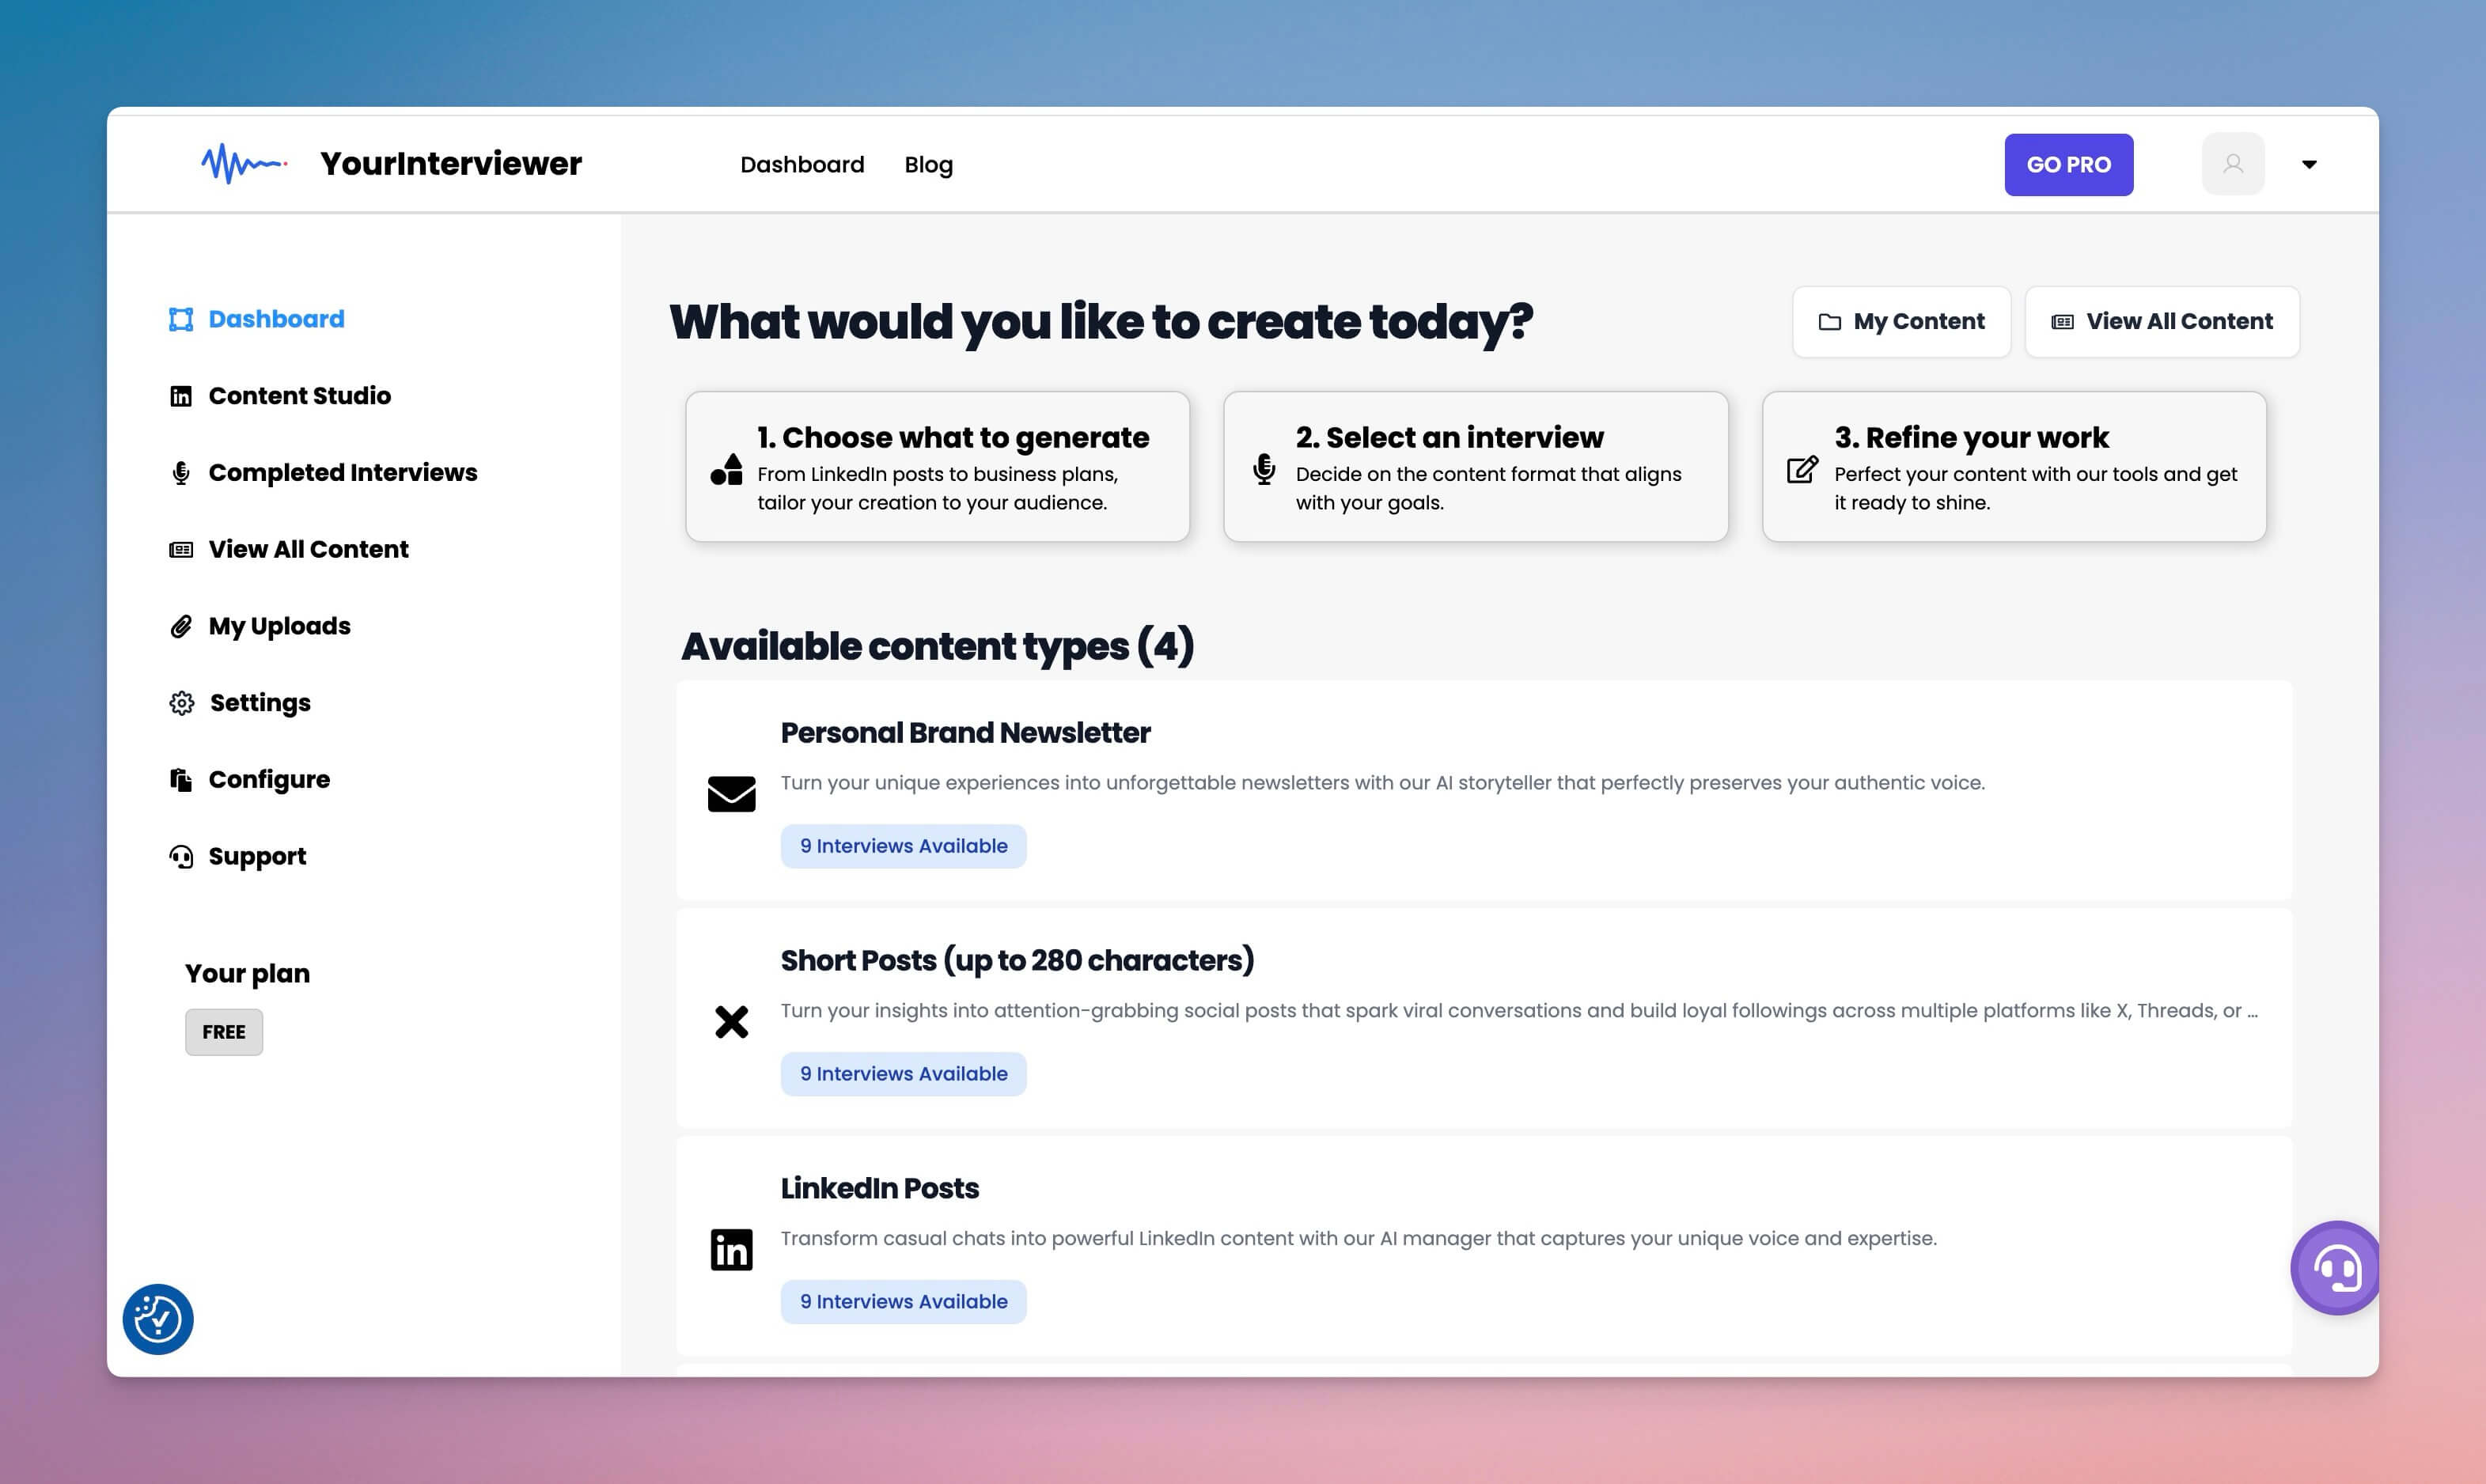 YourInterviewer
Dashboard
Blog
GO PRO
Dashboard
Content Studio
Completed Interviews
View All Content
My Uploads
Settings
Configure
Support
Your plan
FREE
What would you like to create today?
My Content
View All Content
1. Choose what to generate
From LinkedIn posts to business plans,
tailor your creation to your audience.
2. Select an interview
Decide on the content format that aligns
with your goals.
3. Refine your work
Perfect your content with our tools and get
it ready to shine.
Available content types (4)
Personal Brand Newsletter
Turn your unique experiences into unforgettable newsletters with our AI storyteller that perfectly preserves your authentic voice.
9 Interviews Available
Short Posts (up to 280 characters)
Turn your insights into attention-grabbing social posts that spark viral conversations and build loyal followings across multiple platforms like X, Threads, or ...
9 Interviews Available
LinkedIn Posts
Transform casual chats into powerful LinkedIn content with our AI manager that captures your unique voice and expertise.
9 Interviews Available